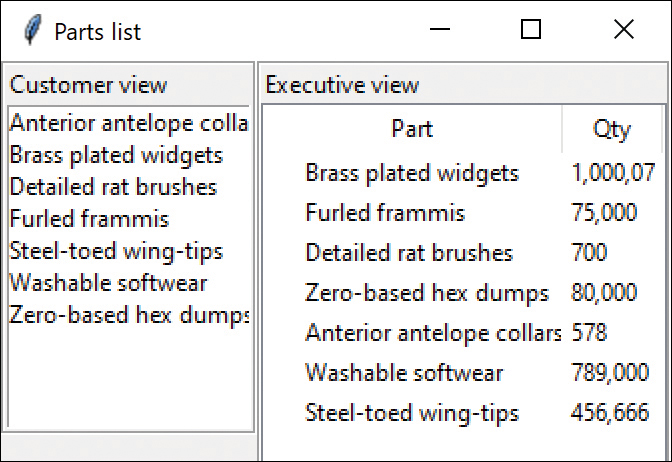 Parts list
Customer view
Anterior antelope colla
Brass plated widgets
Detailed rat brushes
Furled frammis
Steel-toed wing-tips
Washable softwear
Zero-based hex dumps
Executive view
Part Qty
Brass plated widgets 1,000,07
Furled frammis 75,000
Detailed rat brushes 700
Zero-based hex dumps 80,000
Anterior antelope collars 578
Washable softwear 789,000
Steel-toed wing-tips 456,666